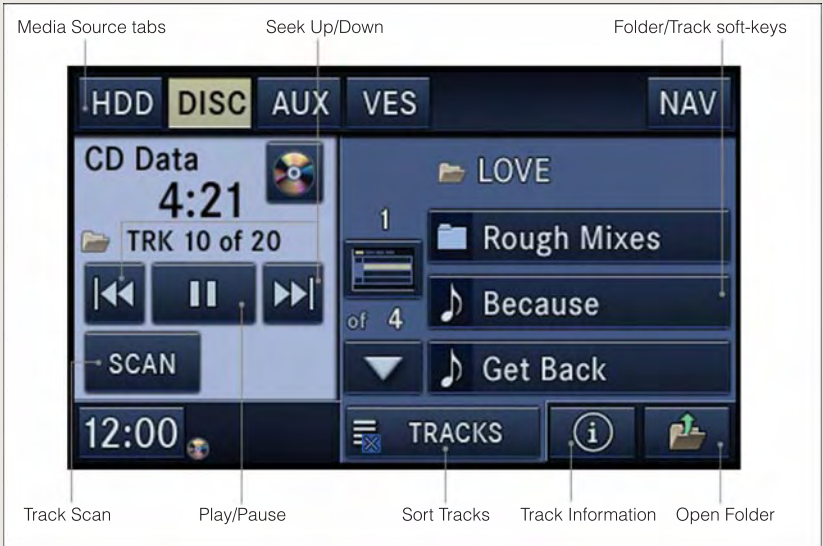 Media Source tabs
Seek Up/Down
Folder/Track soft-keys
HDD DISC AUX VES NAV
CD Data
4:21
TRK 10 of 20
SCAN
12:00
LOVE
1
of 4
Rough Mixes
Because
Get Back
TRACKS
i
Track Scan
Play/Pause
Sort Tracks
Track Information
Open Folder